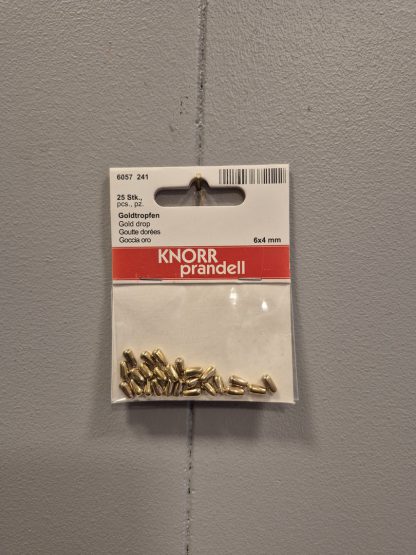 6057 241
25 Stk.,
pcs., pz.
Goldtropfen
Gold drop
Goutte dorées
Goccia oro
6x4 mm
KNORR
prandell